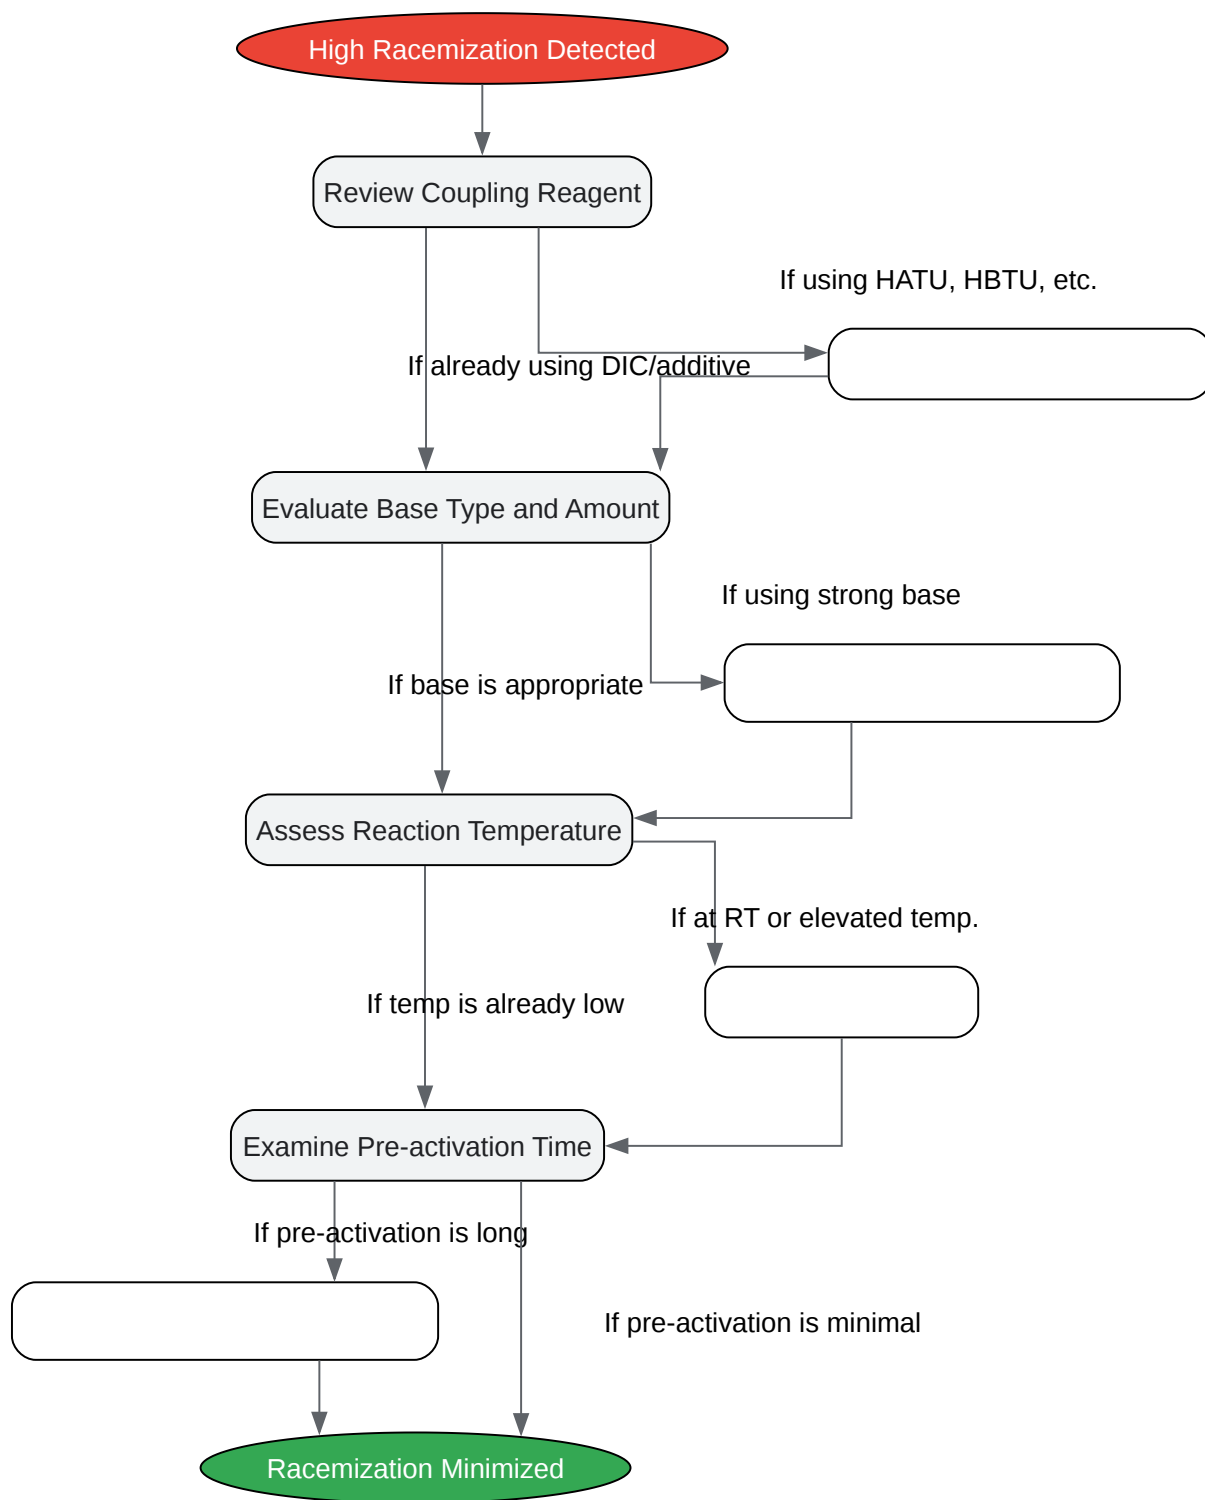 High Racemization Detected
Review Coupling Reagent
If using HATU, HBTU, etc.
If already using DIC/additive
Evaluate Base Type and Amount
If using strong base
If base is appropriate
Assess Reaction Temperature
If at RT or elevated temp.
If temp is already low
Examine Pre-activation Time
If pre-activation is long
If pre-activation is minimal
Racemization Minimized